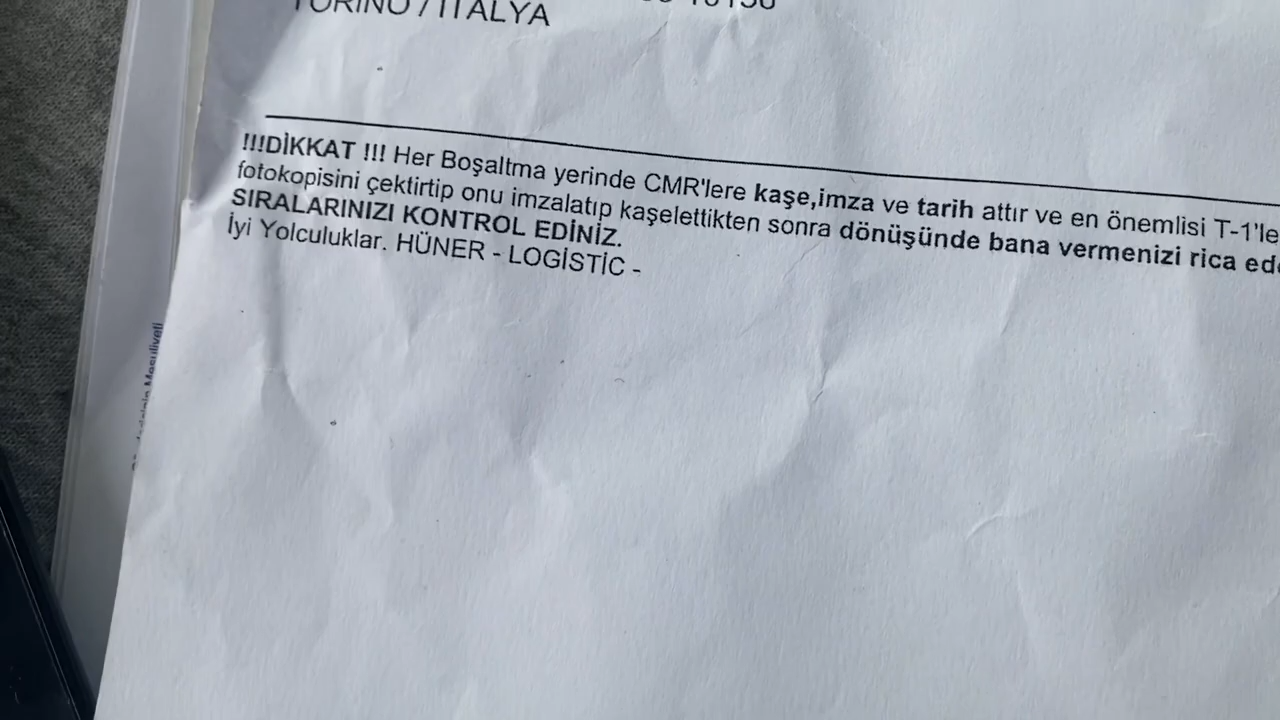 TORINO / İTALYA
!!!DİKKAT !!! Her Boşaltma yerinde CMR'lere kaşe,imza ve tarih attır ve en önemlisi T-1'le
fotokopisini çektirtip onu imzalatıp kaşelettikten sonra dönüşünde bana vermenizi rica ede
SIRALARINIZI KONTROL EDİNİZ.
İyi Yolculuklar. HÜNER - LOGİSTİC -
Mesuliyeti